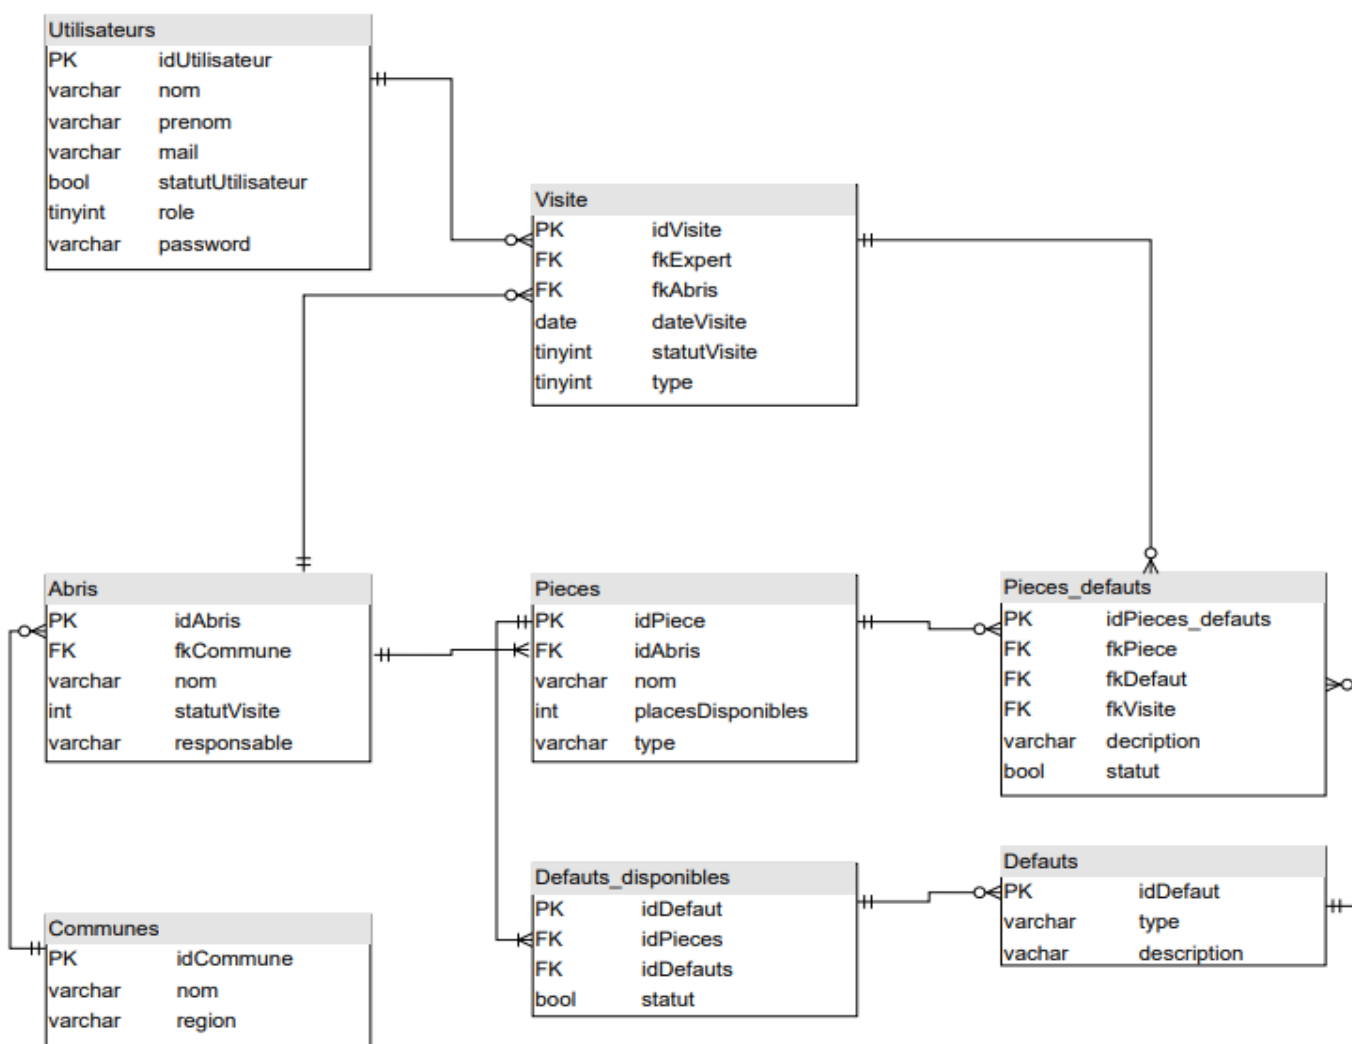 Utilisateurs
PK idUtilisateur
varchar nom
varchar prenom
varchar mail
bool statutUtilisateur
tinyint role
varchar password
Visite
PK idVisite
FK fkExpert
FK fkAbris
date dateVisite
tinyint statutVisite
tinyint type
Abris
PK idAbris
FK fkCommune
varchar nom
int statutVisite
varchar responsable
Pieces
PK idPiece
FK idAbris
varchar nom
int placesDisponibles
varchar type
Pieces_defauts
PK idPieces_defauts
FK fkPiece
FK fkDefaut
FK fkVisite
varchar decription
bool statut
Communes
PK idCommune
varchar nom
varchar region
Defauts_disponibles
PK idDefaut
FK idPieces
FK idDefauts
bool statut
Defauts
PK idDefaut
varchar type
vachar description